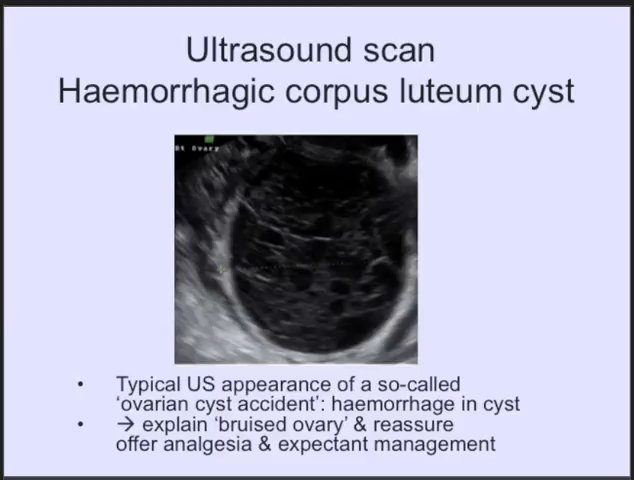 Ultrasound scan
Haemorrhagic corpus luteum cyst
Rt Ovary
• Typical US appearance of a so-called
'ovarian cyst accident': haemorrhage in cyst
• → explain 'bruised ovary' & reassure
offer analgesia & expectant management